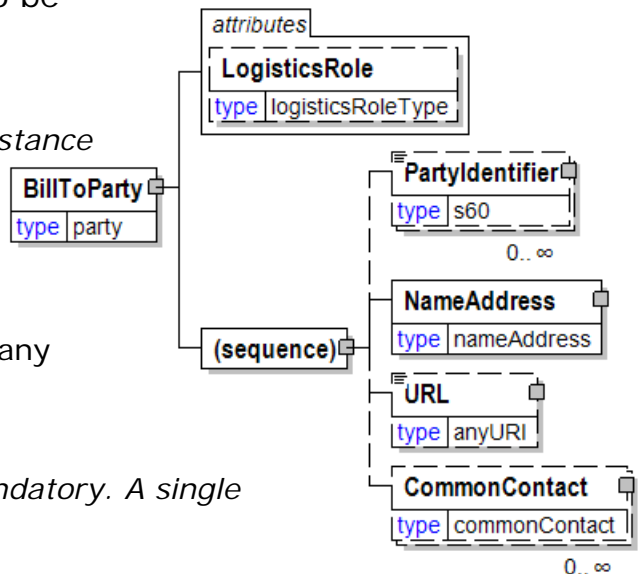 be
attributes
LogisticsRole
type logisticsRoleType
stance
BillToParty
type party
PartyIdentifier
type s60
0.. ∞
NameAddress
type nameAddress
(sequence)
any
URL
type anyURI
ndatory. A single
CommonContact
type commonContact
0.. ∞